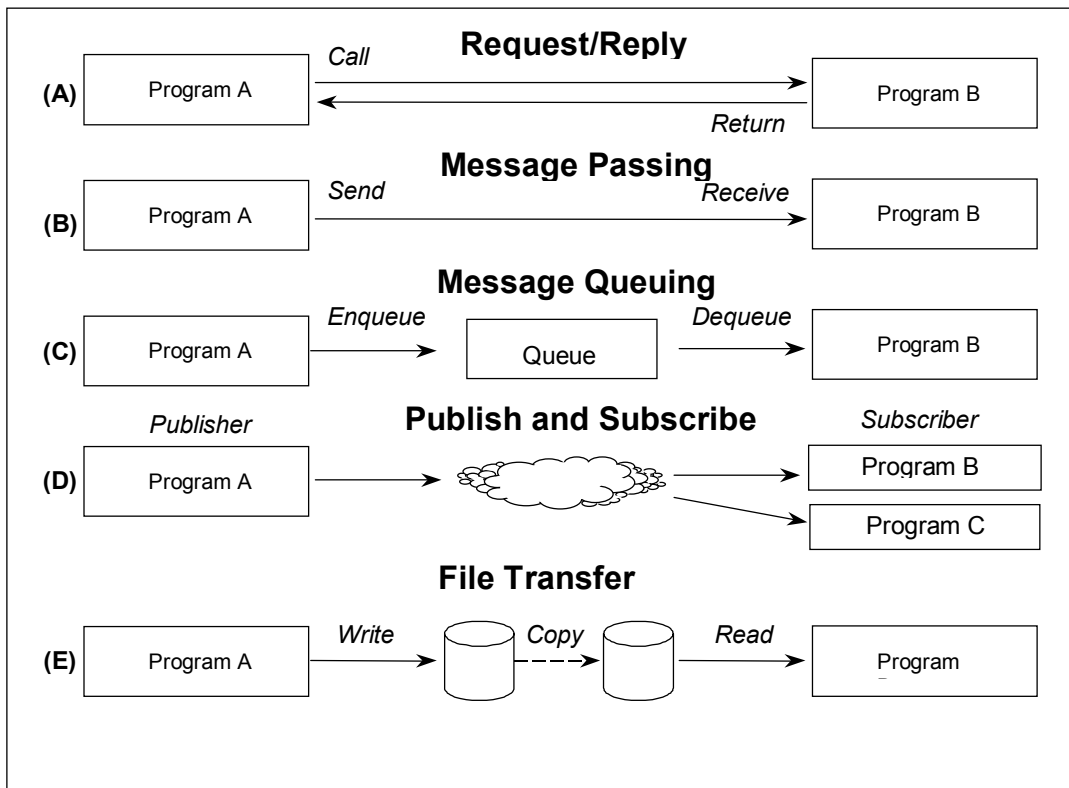 Request/Reply
Call
(A)
Program A
Program B
Return
Message Passing
Send
Receive
(B)
Program A
Program B
Message Queuing
Enqueue
Dequeue
(C)
Program A
Queue
Program B
Publisher
Publish and Subscribe
Subscriber
(D)
Program A
Program B
Program C
File Transfer
Write
Copy
Read
(E)
Program A
Program